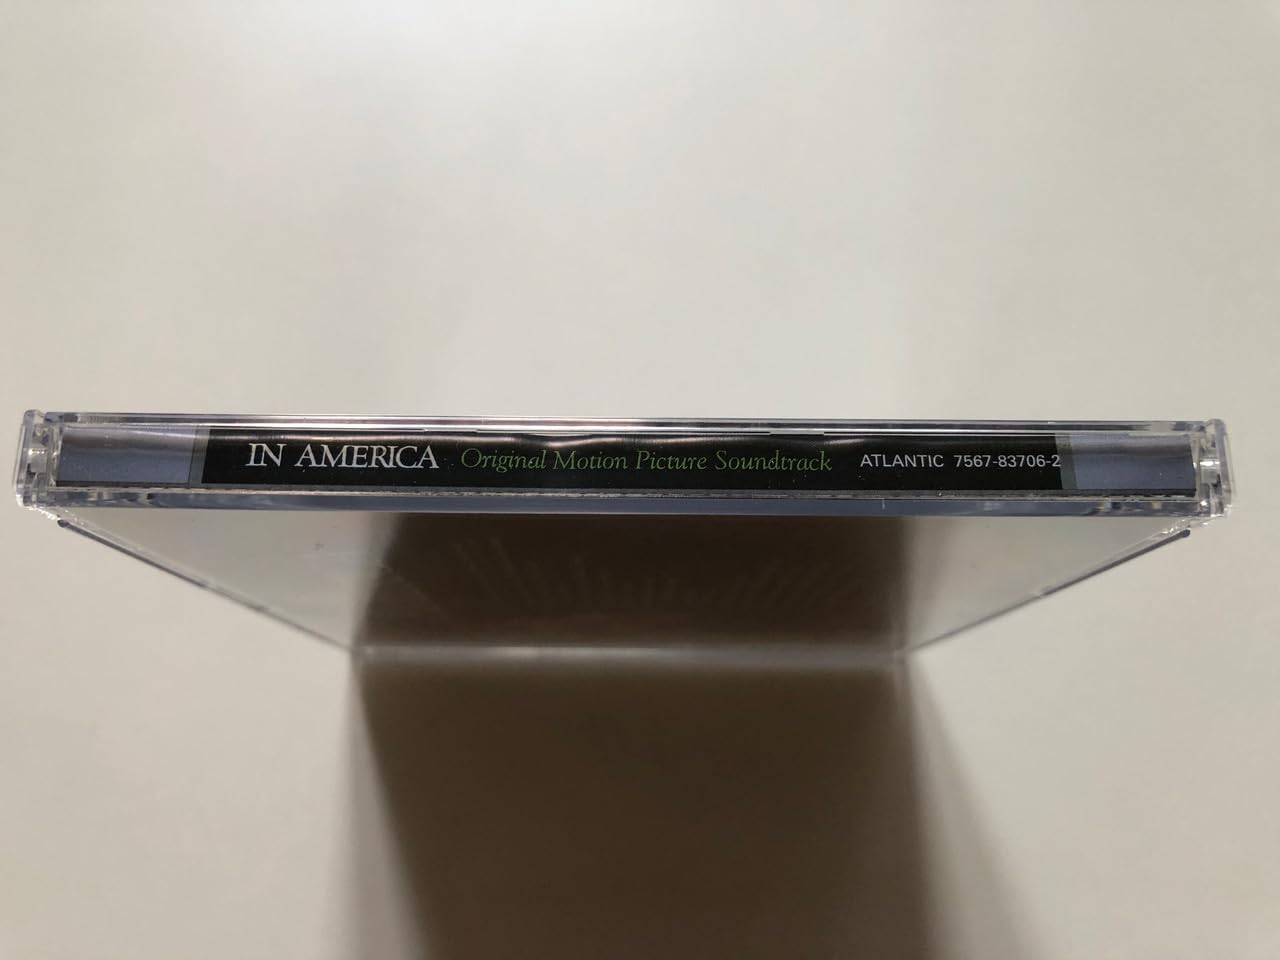 IN AMERICA Original Motion Picture Soundtrack ATLANTIC 7567-83706-2